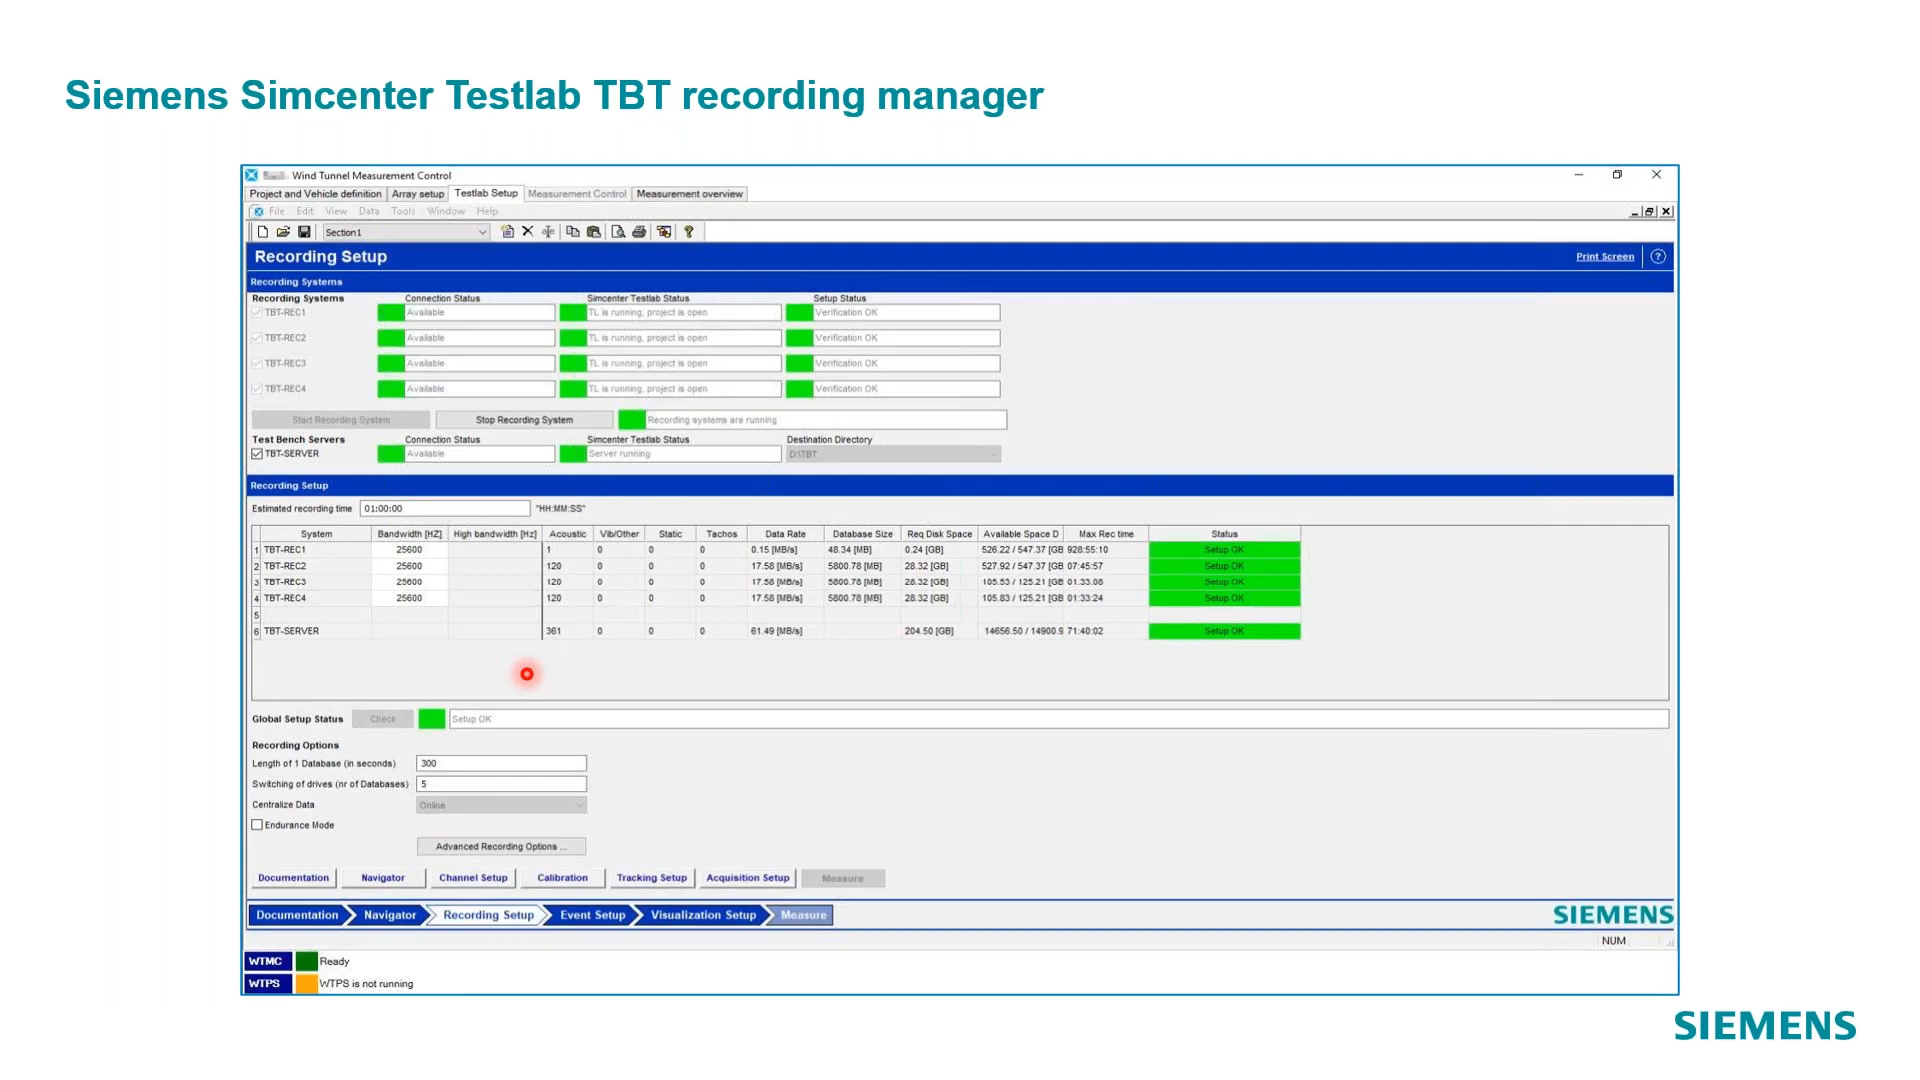 Siemens Simcenter Testlab TBT recording manager
Wind Tunnel Measurement Control
Project and Vehicle definition Array setup Testlab Setup Measurement Control Measurement overview
File Edit View Data Tools Window Help
Section1
Recording Setup Print Screen ?
Recording Systems
Recording Systems Connection Status Simcenter Testlab Status Setup Status
TBT-REC1 Available TL is running, project is open Verification OK
TBT-REC2 Available TL is running, project is open Verification OK
TBT-REC3 Available TL is running, project is open Verification OK
TBT-REC4 Available TL is running, project is open Verification OK
Start Recording System Stop Recording System Recording systems are running
Test Bench Servers Connection Status Simcenter Testlab Status Destination Directory
TBT-SERVER Available Server running D:\TBT
Recording Setup
Estimated recording time 01:00:00 "HH:MM:SS"
System Bandwidth [HZ] High bandwidth [Hz] Acoustic Vib/Other Static Tachos Data Rate Database Size Req Disk Space Available Space D Max Rec time Status
1 TBT-REC1 25600 1 0 0 0 0.15 [MB/s] 48.34 [MB] 0.24 [GB] 526.22 / 547.37 [GB 928:55:10 Setup OK
2 TBT-REC2 25600 120 0 0 0 17.58 [MB/s] 5800.78 [MB] 28.32 [GB] 527.92 / 547.37 [GB 07:45:57 Setup OK
3 TBT-REC3 25600 120 0 0 0 17.58 [MB/s] 5800.78 [MB] 28.32 [GB] 105.53 / 125.21 [GB 01:33:08 Setup OK
4 TBT-REC4 25600 120 0 0 0 17.58 [MB/s] 5800.78 [MB] 28.32 [GB] 105.83 / 125.21 [GB 01:33:24 Setup OK
5
6 TBT-SERVER 361 0 0 0 61.49 [MB/s] 204.50 [GB] 14656.50 / 14900.9 71:40:02 Setup OK
Global Setup Status Check Setup OK
Recording Options
Length of 1 Database (in seconds) 300
Switching of drives (nr of Databases) 5
Centralize Data Online
Endurance Mode
Advanced Recording Options ...
Documentation Navigator Channel Setup Calibration Tracking Setup Acquisition Setup Measure
Documentation Navigator Recording Setup Event Setup Visualization Setup Measure SIEMENS
NUM
WTMC Ready
WTPS WTPS is not running
SIEMENS